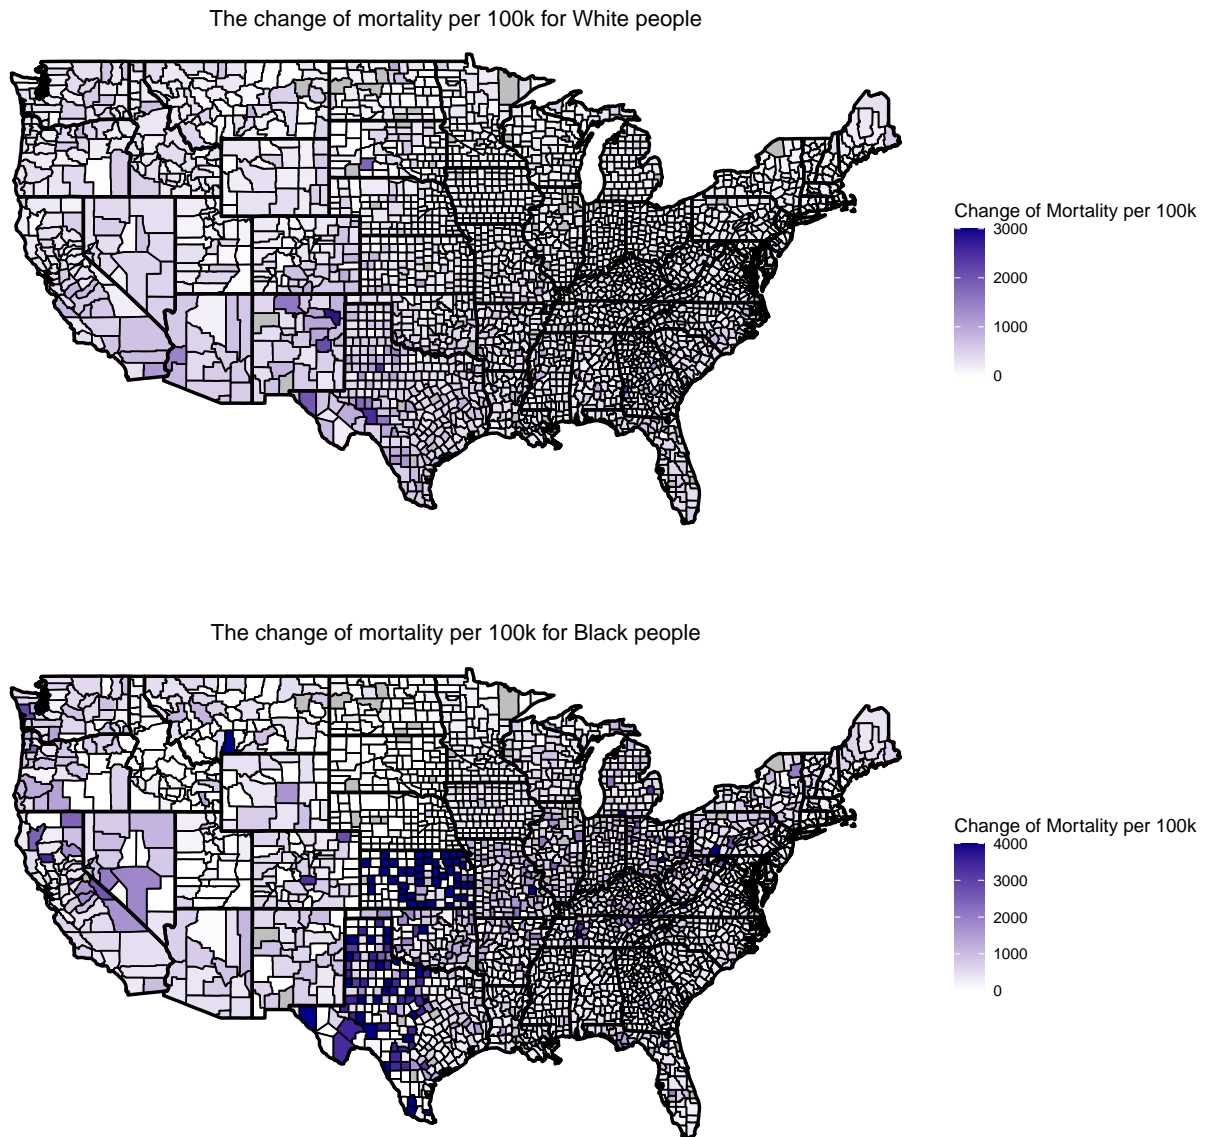 The change of mortality per 100k for White people
Change of Mortality per 100k
3000
2000
1000
0
The change of mortality per 100k for Black people
Change of Mortality per 100k
4000
3000
2000
1000
0